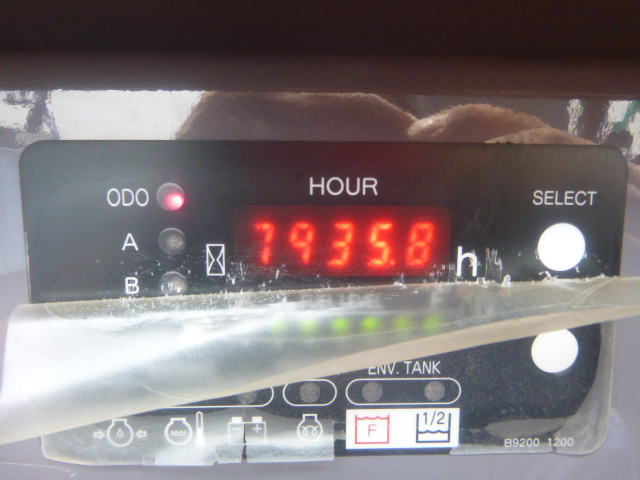 HOUR
ODO
SELECT
A
7935.8 h
B
ENV. TANK
F 1/2
B9200 1200